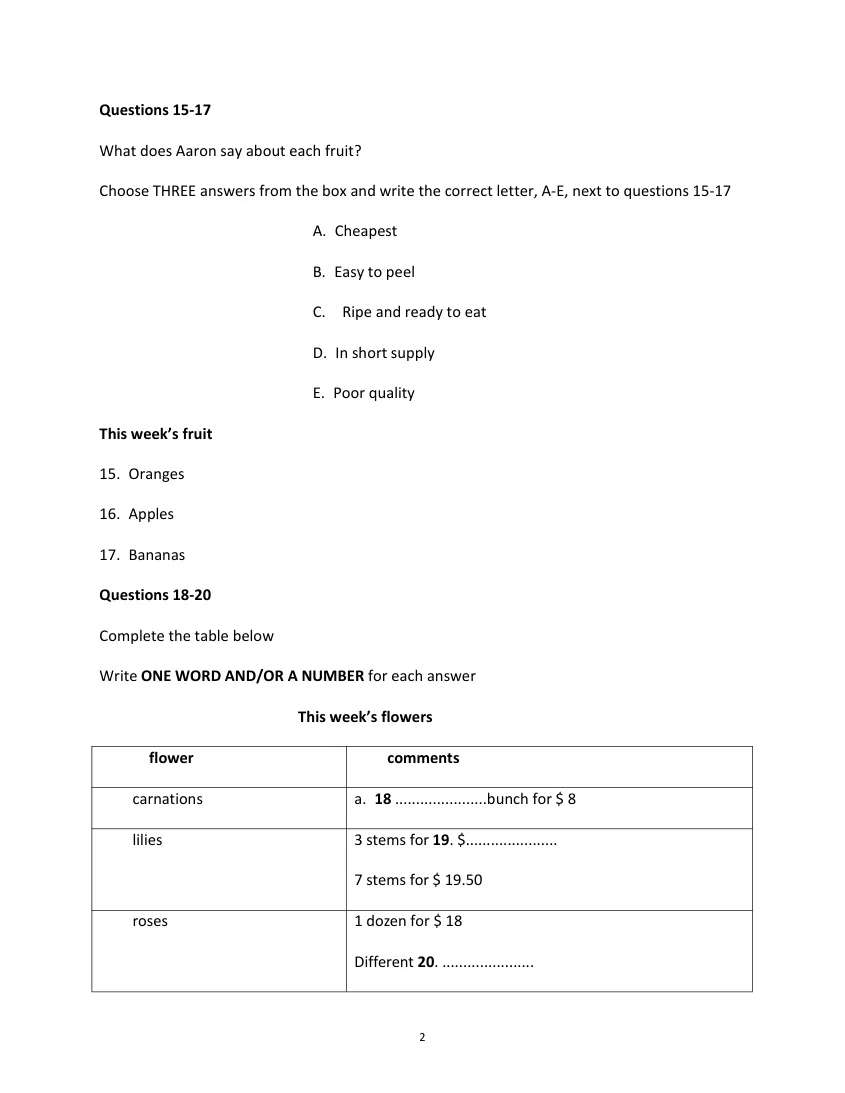 Questions 15-17
What does Aaron say about each fruit?
Choose THREE answers from the box and write the correct letter, A-E, next to questions 15-17
A. Cheapest
B. Easy to peel
C. Ripe and ready to eat
D. In short supply
E. Poor quality
This week’s fruit
15. Oranges
16. Apples
17. Bananas
Questions 18-20
Complete the table below
Write ONE WORD AND/OR A NUMBER for each answer
This week’s flowers
flower comments
carnations a. 18 ......................bunch for $ 8
lilies 3 stems for 19. $......................
7 stems for $ 19.50
roses 1 dozen for $ 18
Different 20. ......................
2